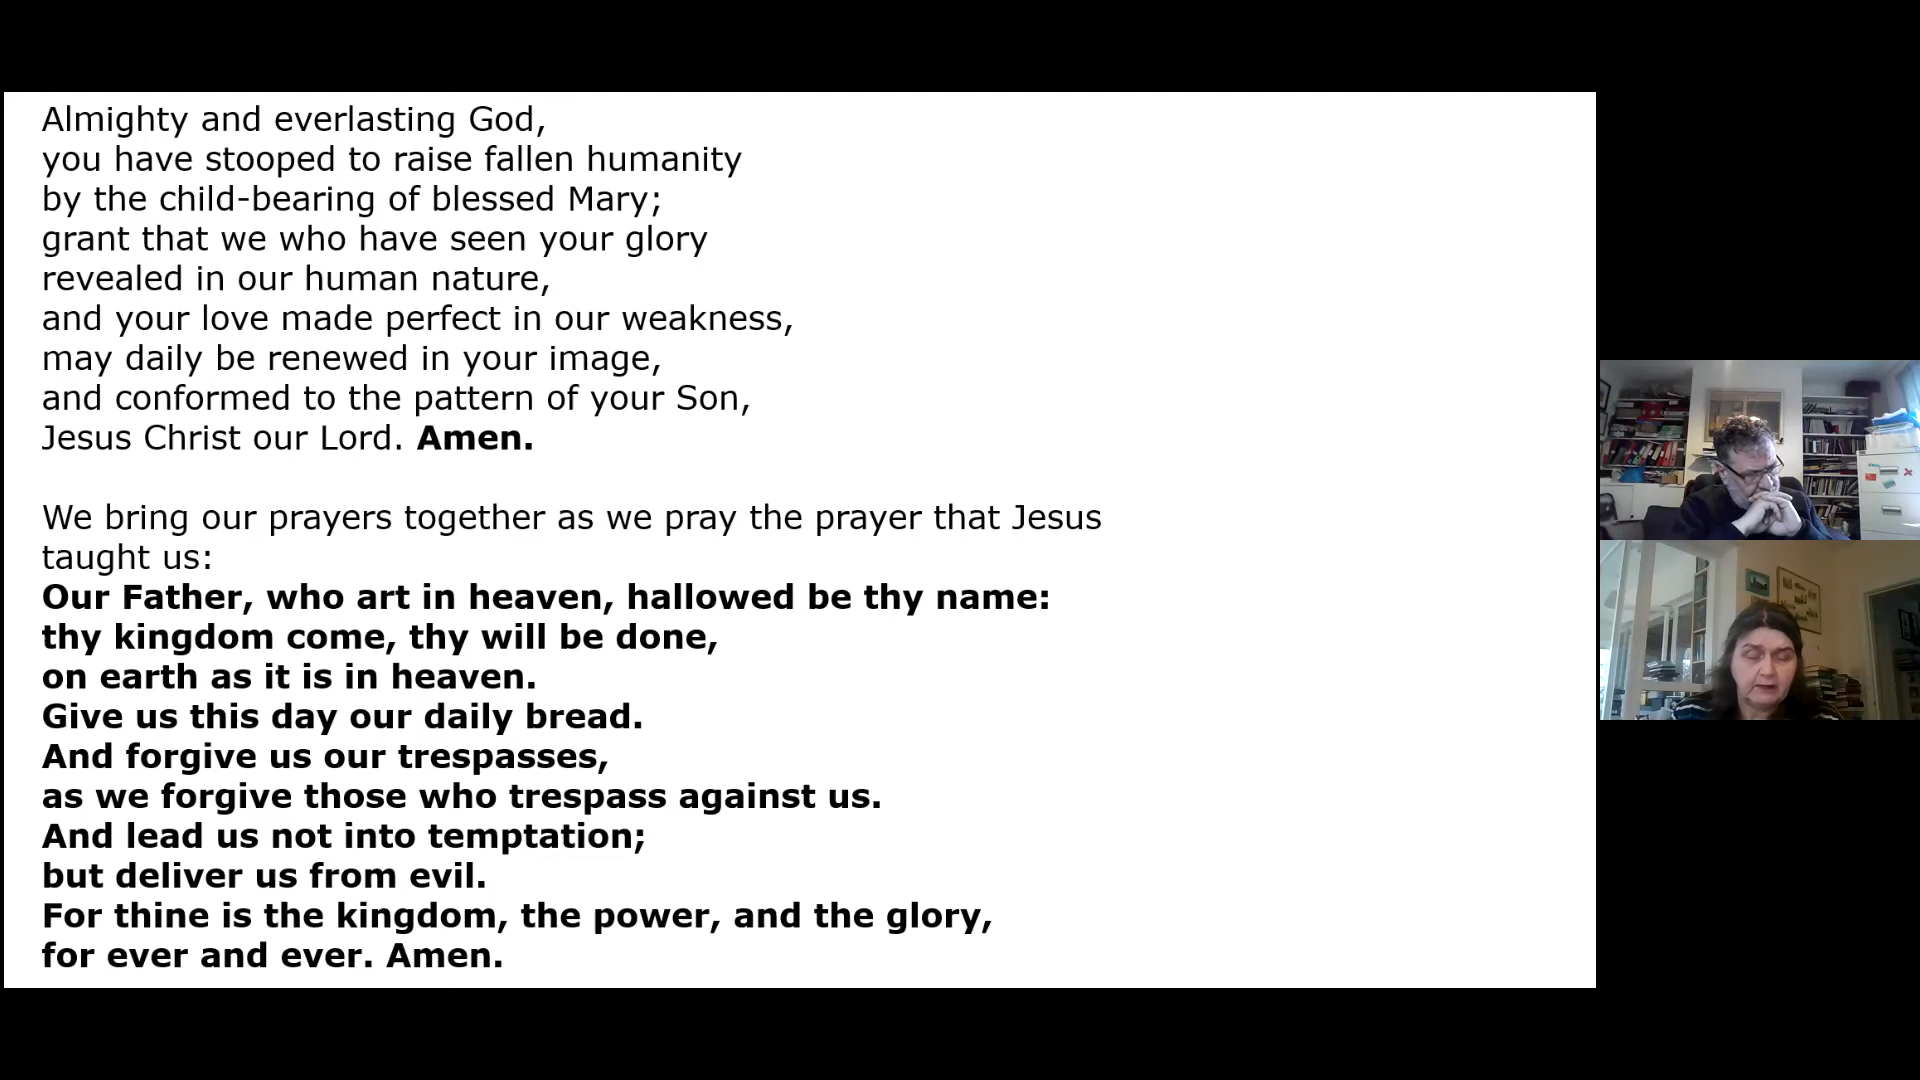 Almighty and everlasting God,
you have stooped to raise fallen humanity
by the child-bearing of blessed Mary;
grant that we who have seen your glory
revealed in our human nature,
and your love made perfect in our weakness,
may daily be renewed in your image,
and conformed to the pattern of your Son,
Jesus Christ our Lord. Amen.
We bring our prayers together as we pray the prayer that Jesus
taught us:
Our Father, who art in heaven, hallowed be thy name:
thy kingdom come, thy will be done,
on earth as it is in heaven.
Give us this day our daily bread.
And forgive us our trespasses,
as we forgive those who trespass against us.
And lead us not into temptation;
but deliver us from evil.
For thine is the kingdom, the power, and the glory,
for ever and ever. Amen.